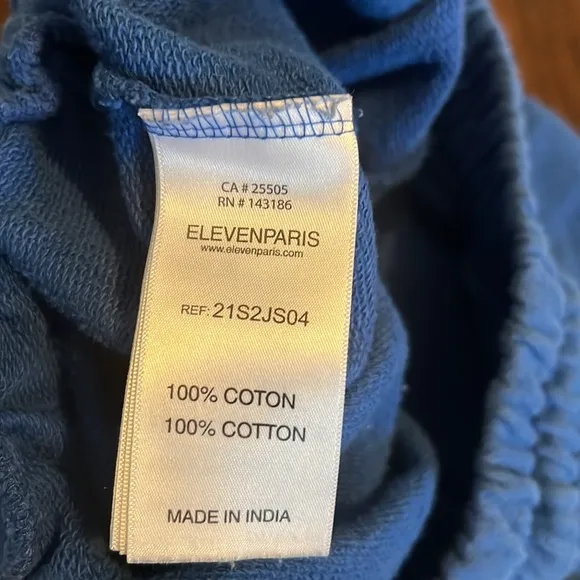 CA # 25505
RN # 143186
ELEVENPARIS
www.elevenparis.com
REF: 21S2JS04
100% COTON
100% COTTON
MADE IN INDIA